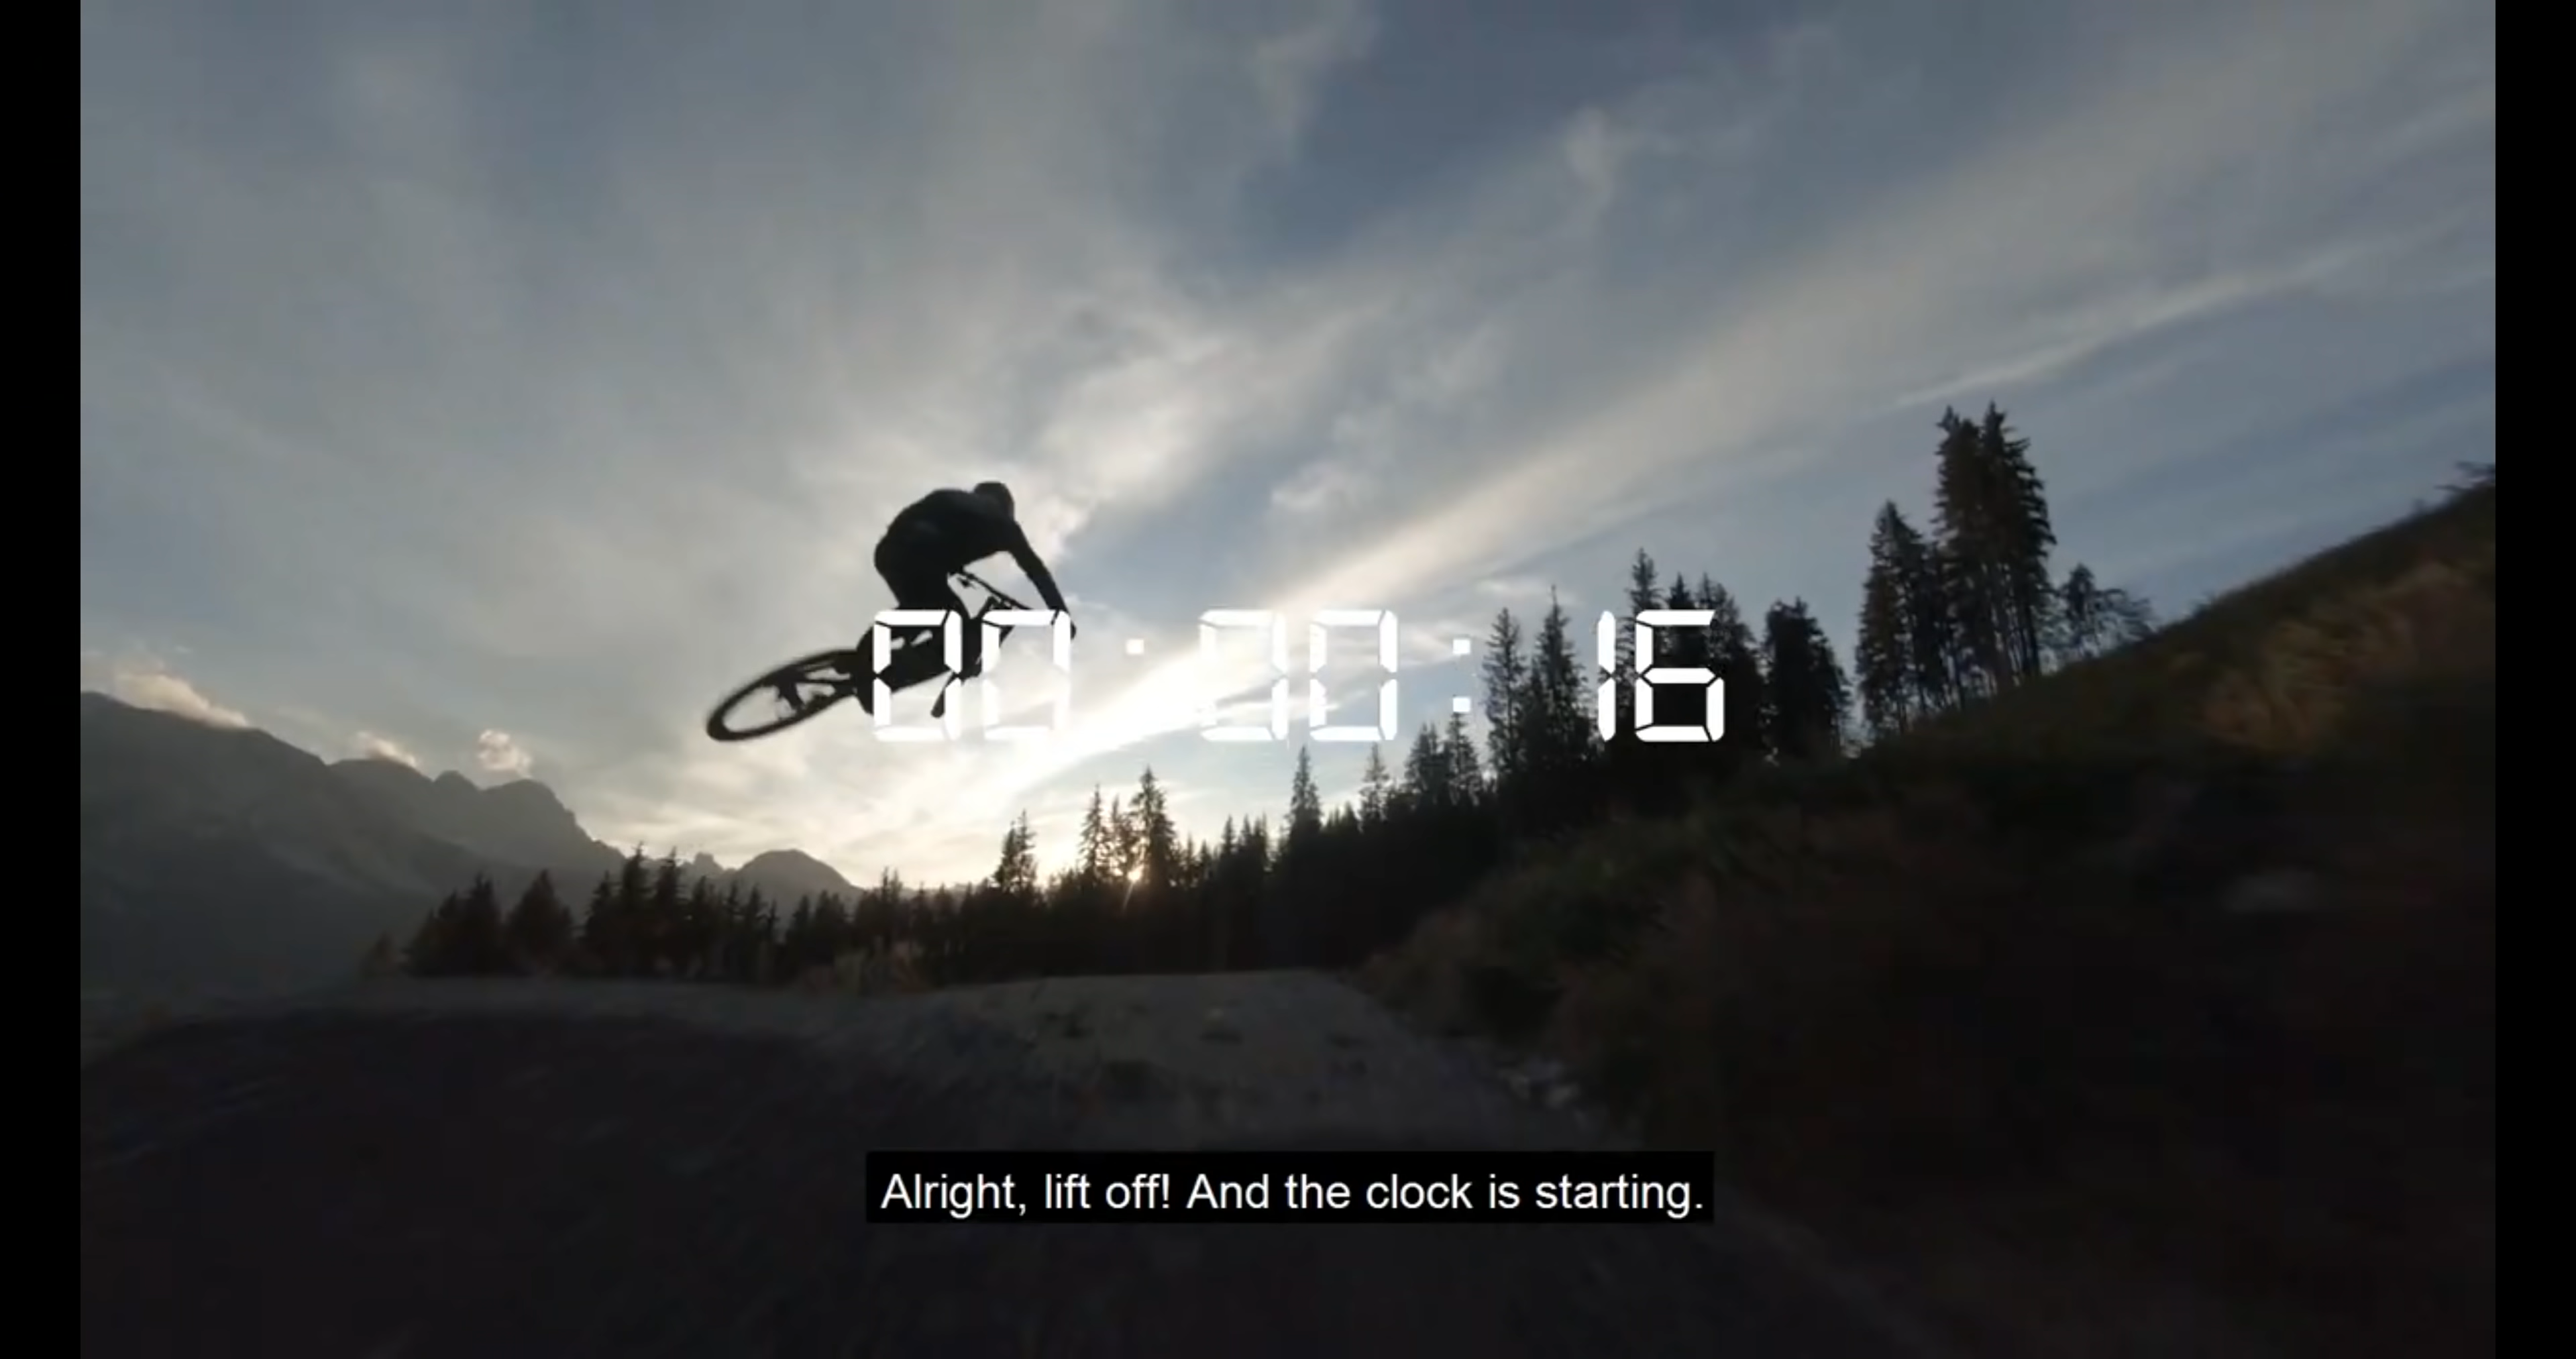 00:00:16
Alright, lift off! And the clock is starting.